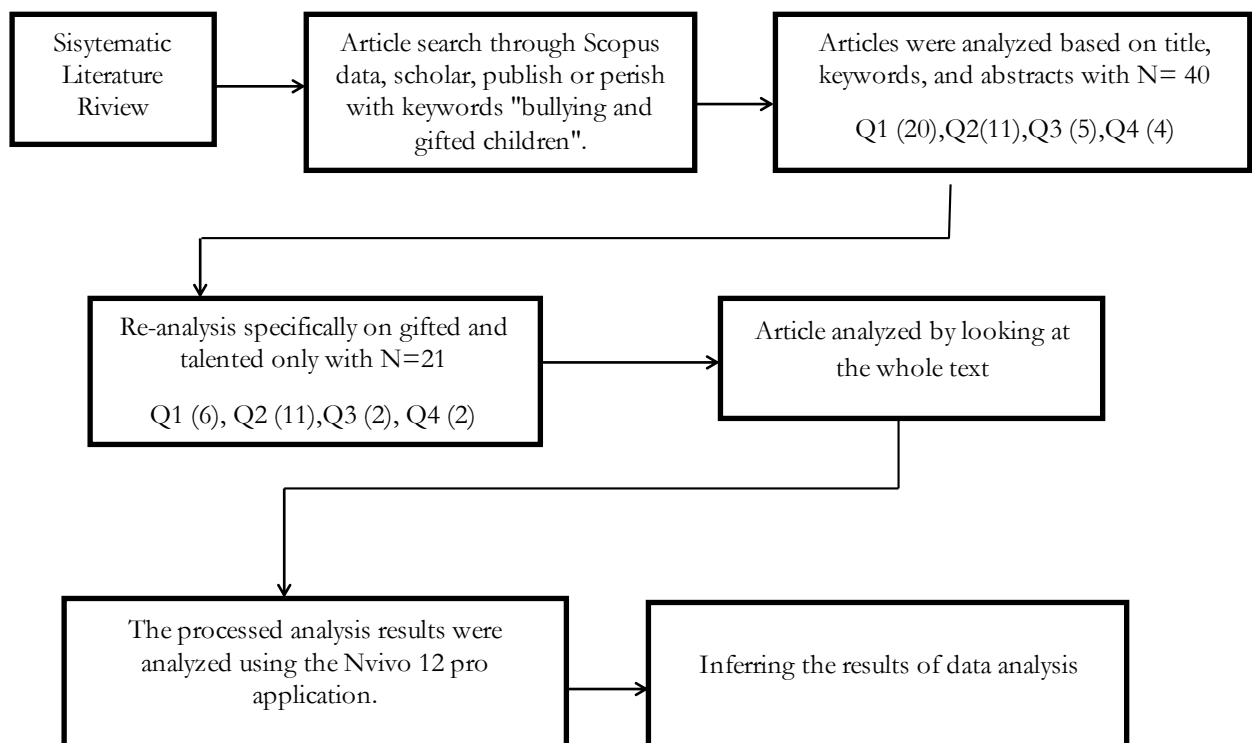 Sisytematic
Literature
Riview
Article search through Scopus
data, scholar, publish or perish
with keywords "bullying and
gifted children".
Articles were analyzed based on title,
keywords, and abstracts with N= 40
Q1 (20),Q2(11),Q3 (5),Q4 (4)
Re-analysis specifically on gifted and
talented only with N=21
Q1 (6), Q2 (11),Q3 (2), Q4 (2)
Article analyzed by looking at
the whole text
The processed analysis results were
analyzed using the Nvivo 12 pro
application.
Inferring the results of data analysis